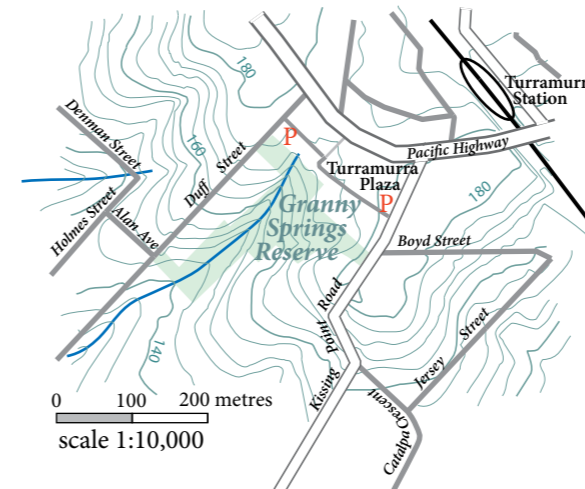 180
Turramurr
Station
Denman Street
160
P
Pacific Highway
Duff Street
Turramurra
Plaza
180
P
Granny
Springs
Reserve
Holmes Street
Alan Ave
Boyd Street
Kissing Point Road
140
Jersey Street
0 100 200 metres
scale 1:10,000
Catalpa Crescent